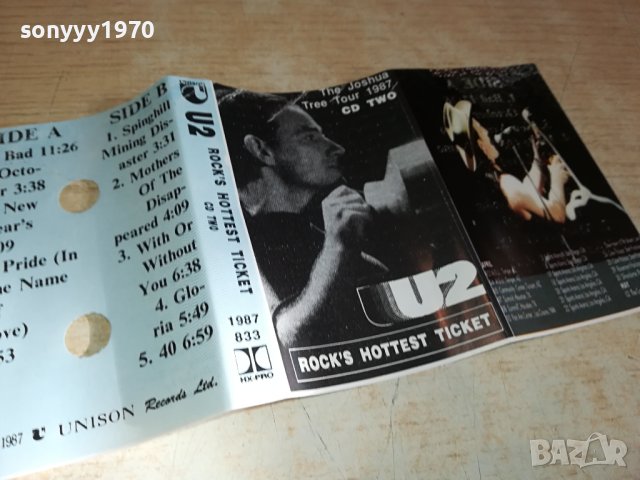 sonyyy1970
SIDE A
Bad 11:26
Octo-
r 3:38
New
ear's
09
Pride (In
e Name
f
ove)
53
SIDE B
1. Spinghill
Mining Dis-
aster 3:31
2. Mothers
Of The
Disap-
peared 4:09
3. With Or
Without
You 6:38
4. Glo-
ria 5:49
5. 40 6:59
1987 UNISON Records Ltd.
U2
ROCK'S HOTTEST TICKET
CD TWO
1987
833
HX-PRO
The Joshua
Tree Tour 1987
CD TWO
U2
ROCK'S HOTTEST TICKET
BAZAR
bg